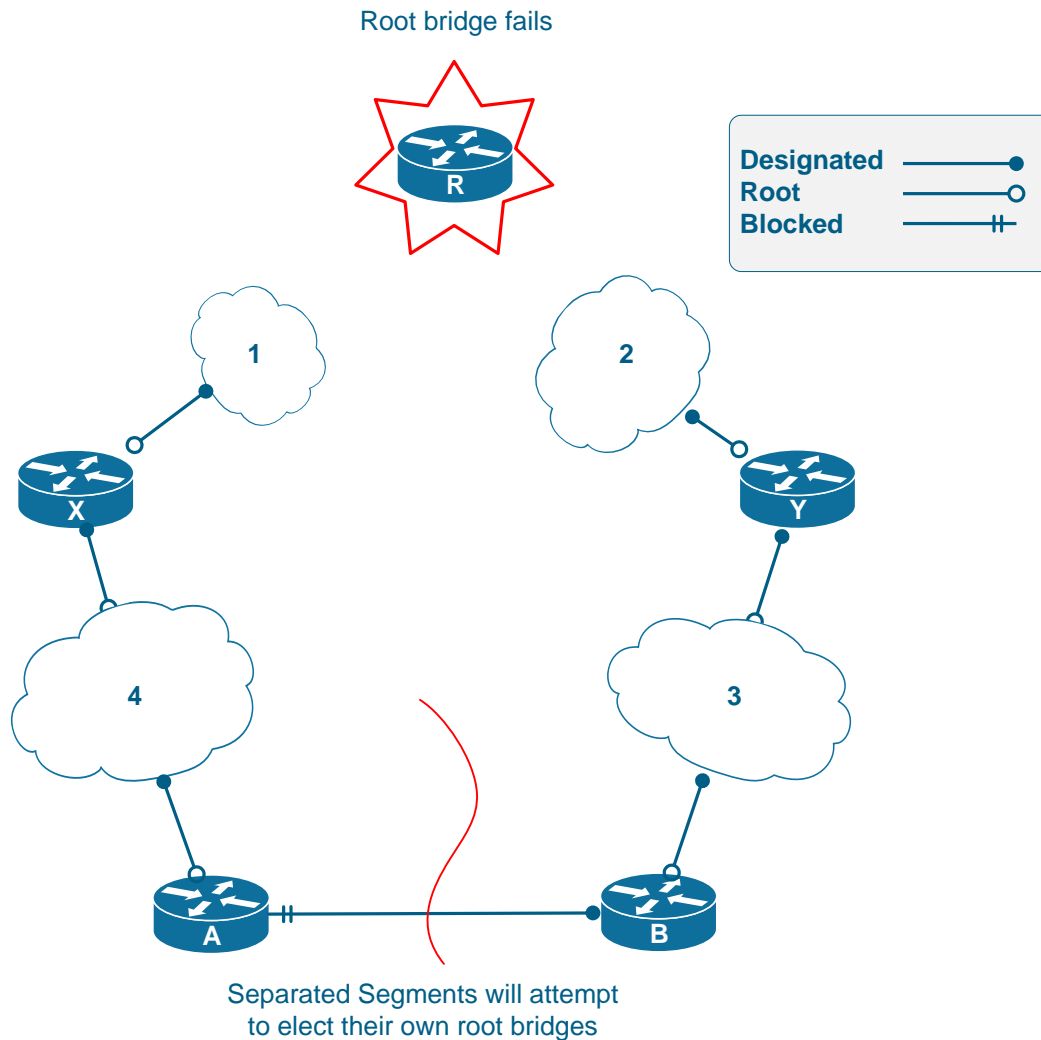 Root bridge fails
R
Designated
Root
Blocked
1
2
X
Y
4
3
A
B
Separated Segments will attempt
to elect their own root bridges